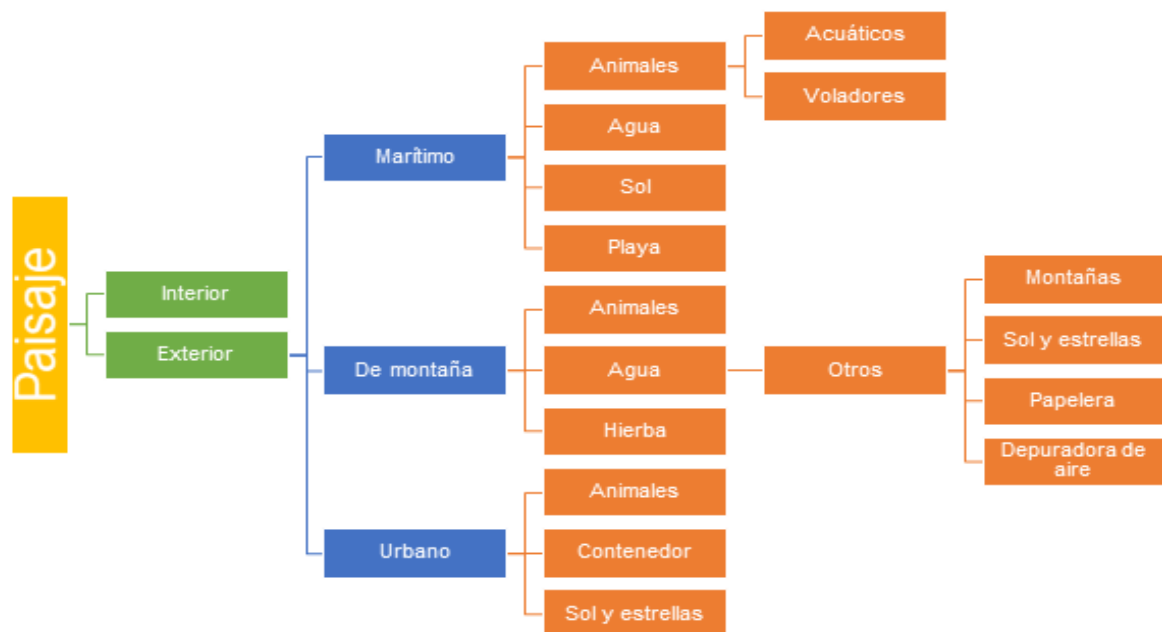 Paisaje
Interior
Exterior
Marítimo
Animales
Acuáticos
Voladores
Agua
Sol
Playa
De montaña
Animales
Agua
Otros
Montañas
Sol y estrellas
Papelera
Depuradora de
aire
Hierba
Urbano
Animales
Contenedor
Sol y estrellas